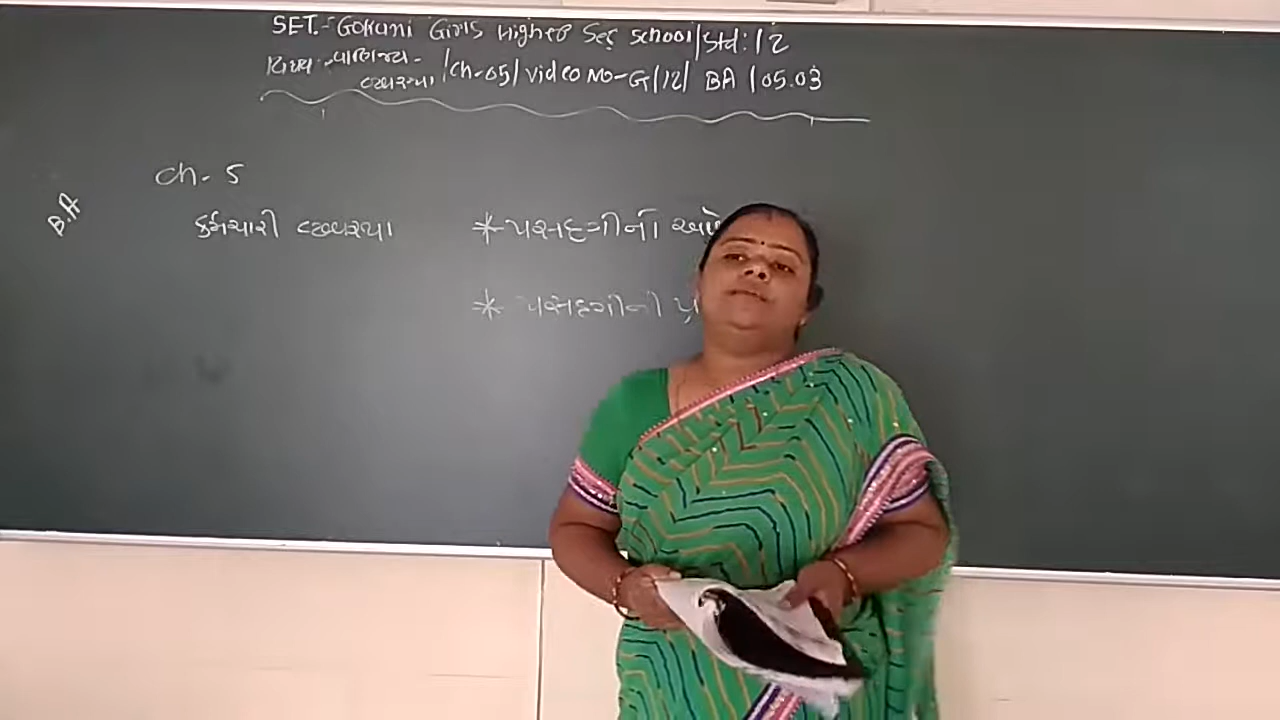 SET.- Gokani Girls Higher Sec School/Std: 12
વિષય :- વાણિજ્ય -
વ્યવસ્થા /Ch-05/ Video No- G/12/ BA / 05.03
B.A
Ch - 5
કર્મચારી વ્યવસ્થા
* પસંદગીનો
* પસંદગીની